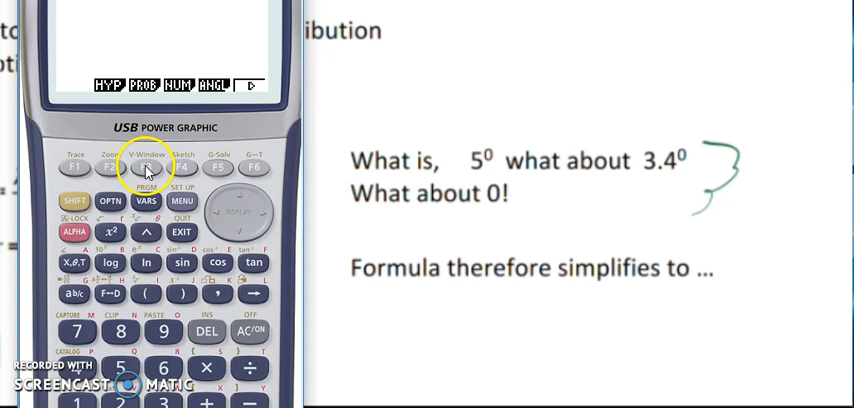 ibution
What is, 5⁰ what about 3.4⁰
What about 0!
Formula therefore simplifies to ...
HYP PROB NUM ANGL ▷
USB POWER GRAPHIC
Trace V-Window Sketch G-Solv G↔T
F1 F2 F4 F5 F6
PRGM SET UP
SHIFT OPTN VARS MENU REPLAY
A-LOCK QUIT
ALPHA x² ^ EXIT
X,θ,T log ln sin cos tan
a b/c F↔D ( ) , →
CAPTURE CLIP PASTE INS OFF
7 8 9 DEL AC/ON
CATALOG
4 5 6 × ÷
1 2 3 + −
RECORDED WITH
SCREENCAST MATIC